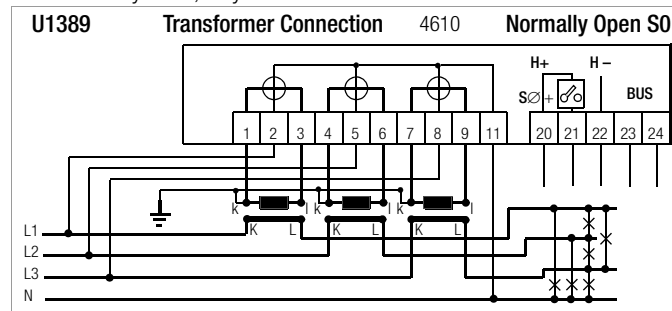 U1389 Transformer Connection 4610 Normally Open S0
H+ H –
SØ + BUS
1 2 3 4 5 6 7 8 9 11 20 21 22 23 24
k l k l k l
K L K L K L
L1
L2
L3
N